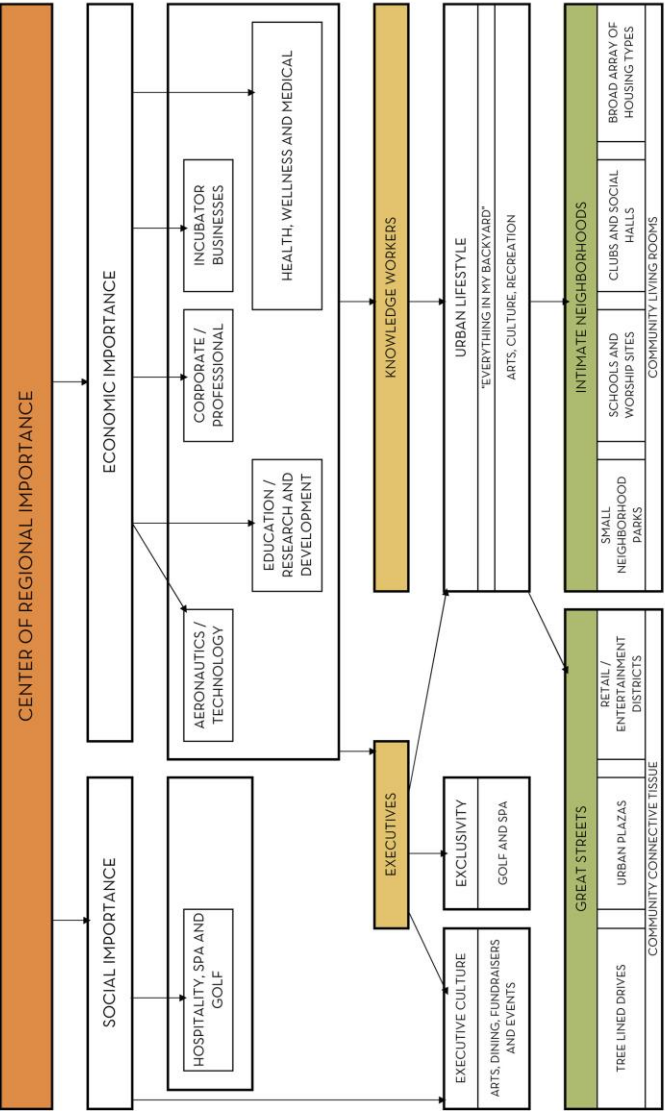 CENTER OF REGIONAL IMPORTANCE
SOCIAL IMPORTANCE
ECONOMIC IMPORTANCE
HOSPITALITY, SPA AND
GOLF
AERONAUTICS /
TECHNOLOGY
CORPORATE /
PROFESSIONAL
INCUBATOR
BUSINESSES
EDUCATION /
RESEARCH AND
DEVELOPMENT
HEALTH, WELLNESS AND MEDICAL
EXECUTIVES
KNOWLEDGE WORKERS
EXECUTIVE CULTURE
ARTS, DINING, FUNDRAISERS
AND EVENTS
EXCLUSIVITY
GOLF AND SPA
URBAN LIFESTYLE
"EVERYTHING IN MY BACKYARD"
ARTS, CULTURE, RECREATION
GREAT STREETS
TREE LINED DRIVES
URBAN PLAZAS
RETAIL /
ENTERTAINMENT
DISTRICTS
COMMUNITY CONNECTIVE TISSUE
INTIMATE NEIGHBORHOODS
SMALL
NEIGHBORHOOD
PARKS
SCHOOLS AND
WORSHIP SITES
CLUBS AND SOCIAL
HALLS
BROAD ARRAY OF
HOUSING TYPES
COMMUNITY LIVING ROOMS